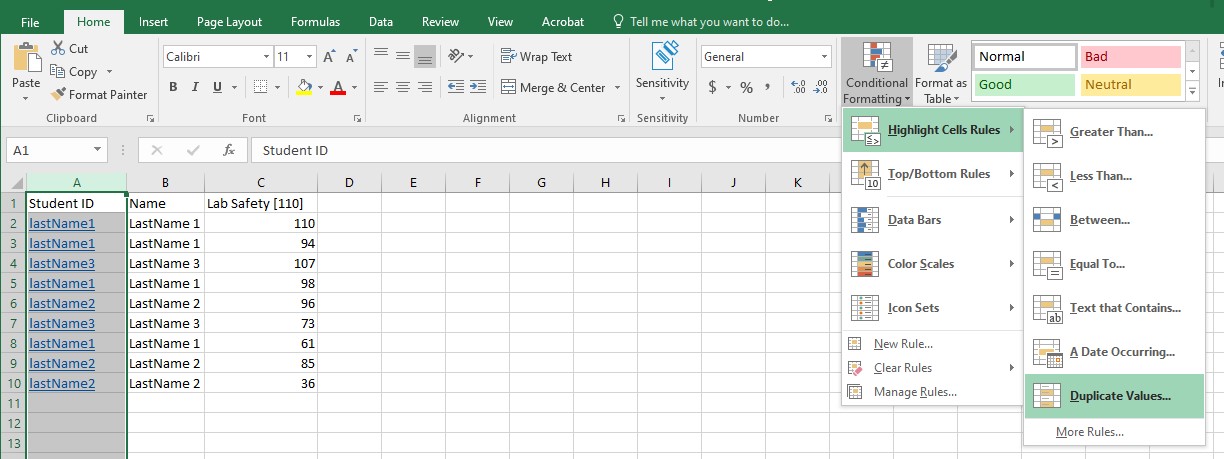 File Home Insert Page Layout Formulas Data Review View Acrobat Tell me what you want to do...
Paste
Cut
Copy
Format Painter
Clipboard
Calibri 11 A A
B I U A
Font
Wrap Text
Merge & Center
Alignment
Sensitivity
Sensitivity
General
$ % ,
Number
Conditional Formatting
Format as Table
Normal Bad
Good Neutral
A1 fx Student ID
A B C D E F G H I J K
1 Student ID Name Lab Safety [110]
2 lastName1 LastName 1 110
3 lastName1 LastName 1 94
4 lastName3 LastName 3 107
5 lastName1 LastName 1 98
6 lastName2 LastName 2 96
7 lastName3 LastName 3 73
8 lastName1 LastName 1 61
9 lastName2 LastName 2 85
10 lastName2 LastName 2 36
11
12
13
Highlight Cells Rules
Top/Bottom Rules
Data Bars
Color Scales
Icon Sets
New Rule...
Clear Rules
Manage Rules...
Greater Than...
Less Than...
Between...
Equal To...
Text that Contains...
A Date Occurring...
Duplicate Values...
More Rules...